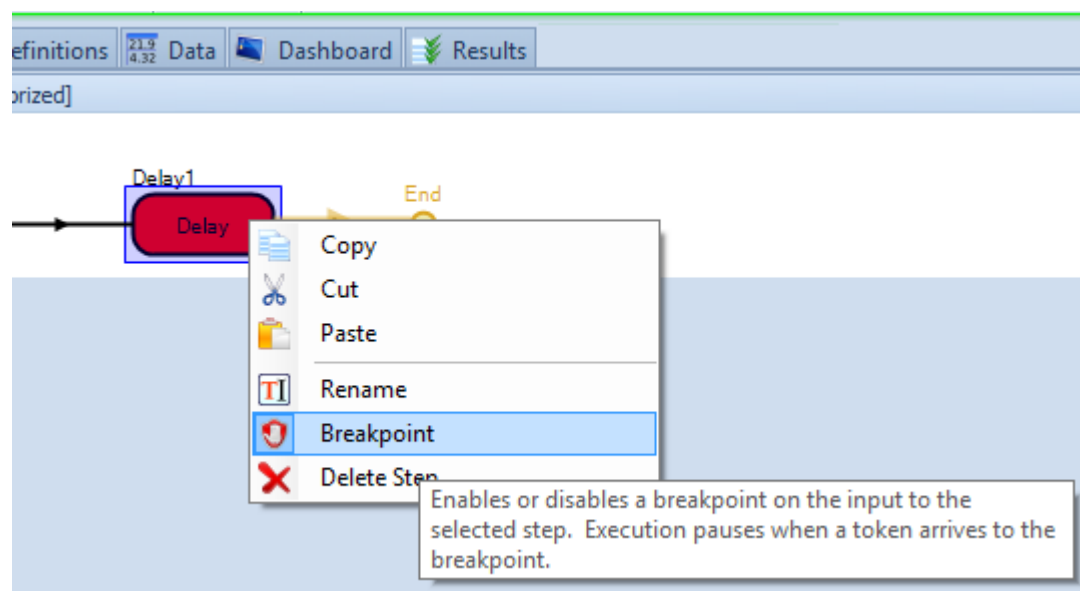 efinitions 21.9 4.32 Data Dashboard Results
orized]
Delay1
End
Delay
Copy
Cut
Paste
TI Rename
Breakpoint
Delete Step
Enables or disables a breakpoint on the input to the
selected step. Execution pauses when a token arrives to the
breakpoint.